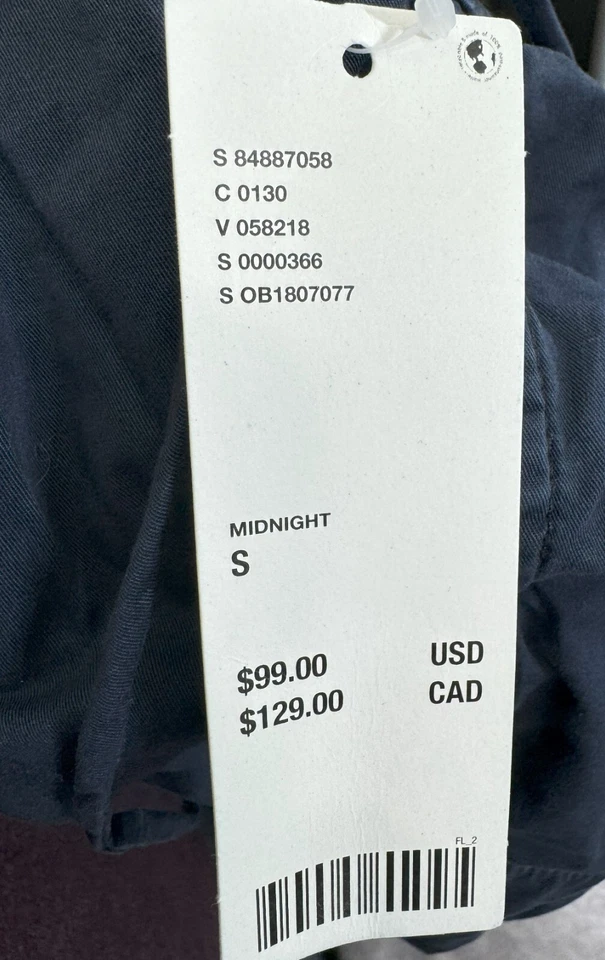 S 84887058
C 0130
V 058218
S 0000366
S OB1807077
MIDNIGHT
S
$99.00 USD
$129.00 CAD
FL_2